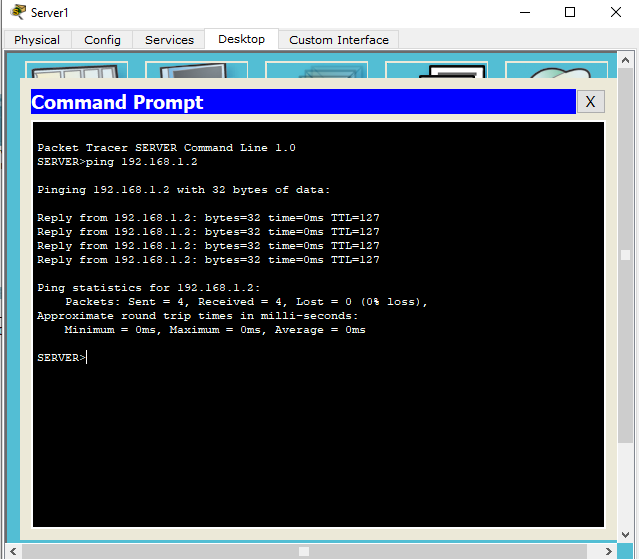 Server1
Physical Config Services Desktop Custom Interface
Command Prompt X
Packet Tracer SERVER Command Line 1.0
SERVER>ping 192.168.1.2
Pinging 192.168.1.2 with 32 bytes of data:
Reply from 192.168.1.2: bytes=32 time=0ms TTL=127
Reply from 192.168.1.2: bytes=32 time=0ms TTL=127
Reply from 192.168.1.2: bytes=32 time=0ms TTL=127
Reply from 192.168.1.2: bytes=32 time=0ms TTL=127
Ping statistics for 192.168.1.2:
Packets: Sent = 4, Received = 4, Lost = 0 (0% loss),
Approximate round trip times in milli-seconds:
Minimum = 0ms, Maximum = 0ms, Average = 0ms
SERVER>